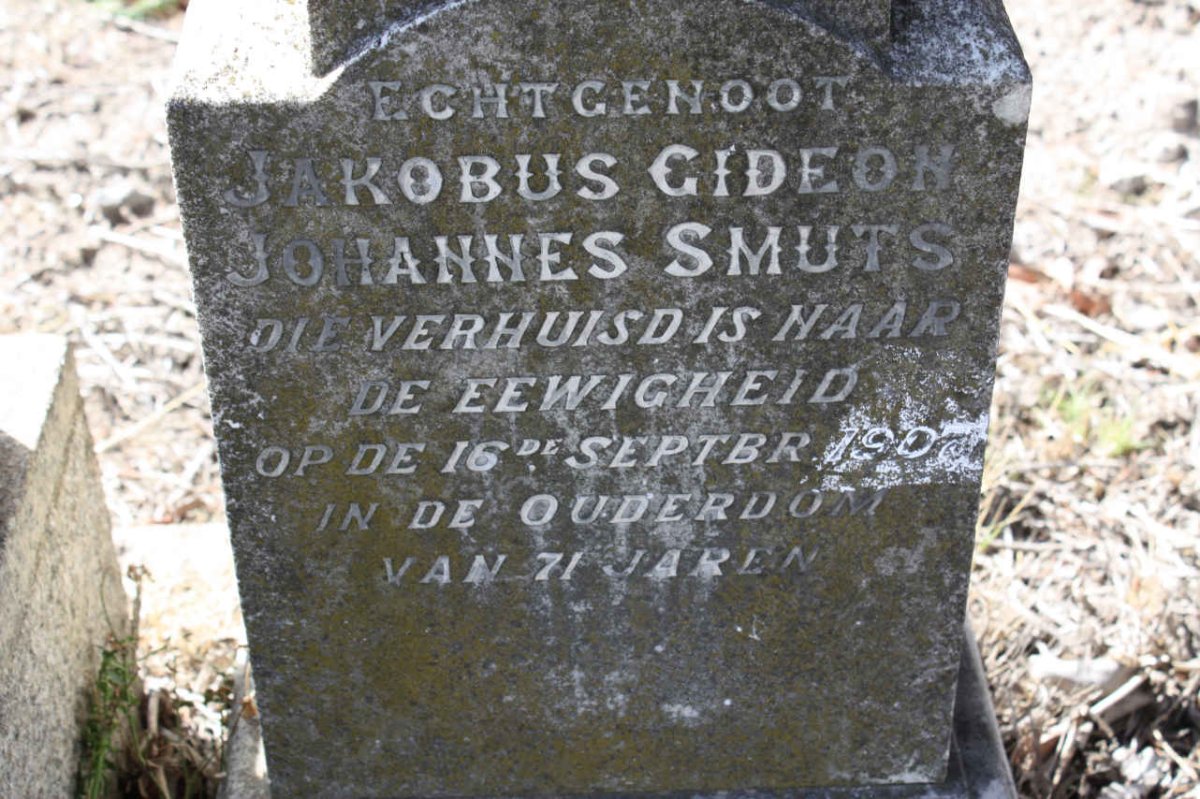 ECHTGENOOT
JAKOBUS GIDEON
JOHANNES SMUTS
DIE VERHUISD IS NAAR
DE EEWIGHEID
OP DE 16DE SEPTBR
IN DE OUDERDOM
VAN 71 JAREN